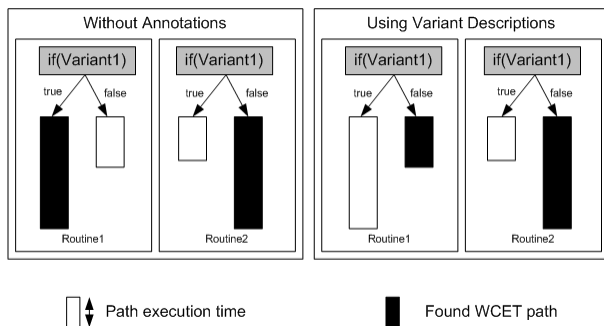 Without Annotations
if(Variant1)
true
false
Routine1
if(Variant1)
true
false
Routine2
Using Variant Descriptions
if(Variant1)
true
false
Routine1
if(Variant1)
true
false
Routine2
Path execution time
Found WCET path